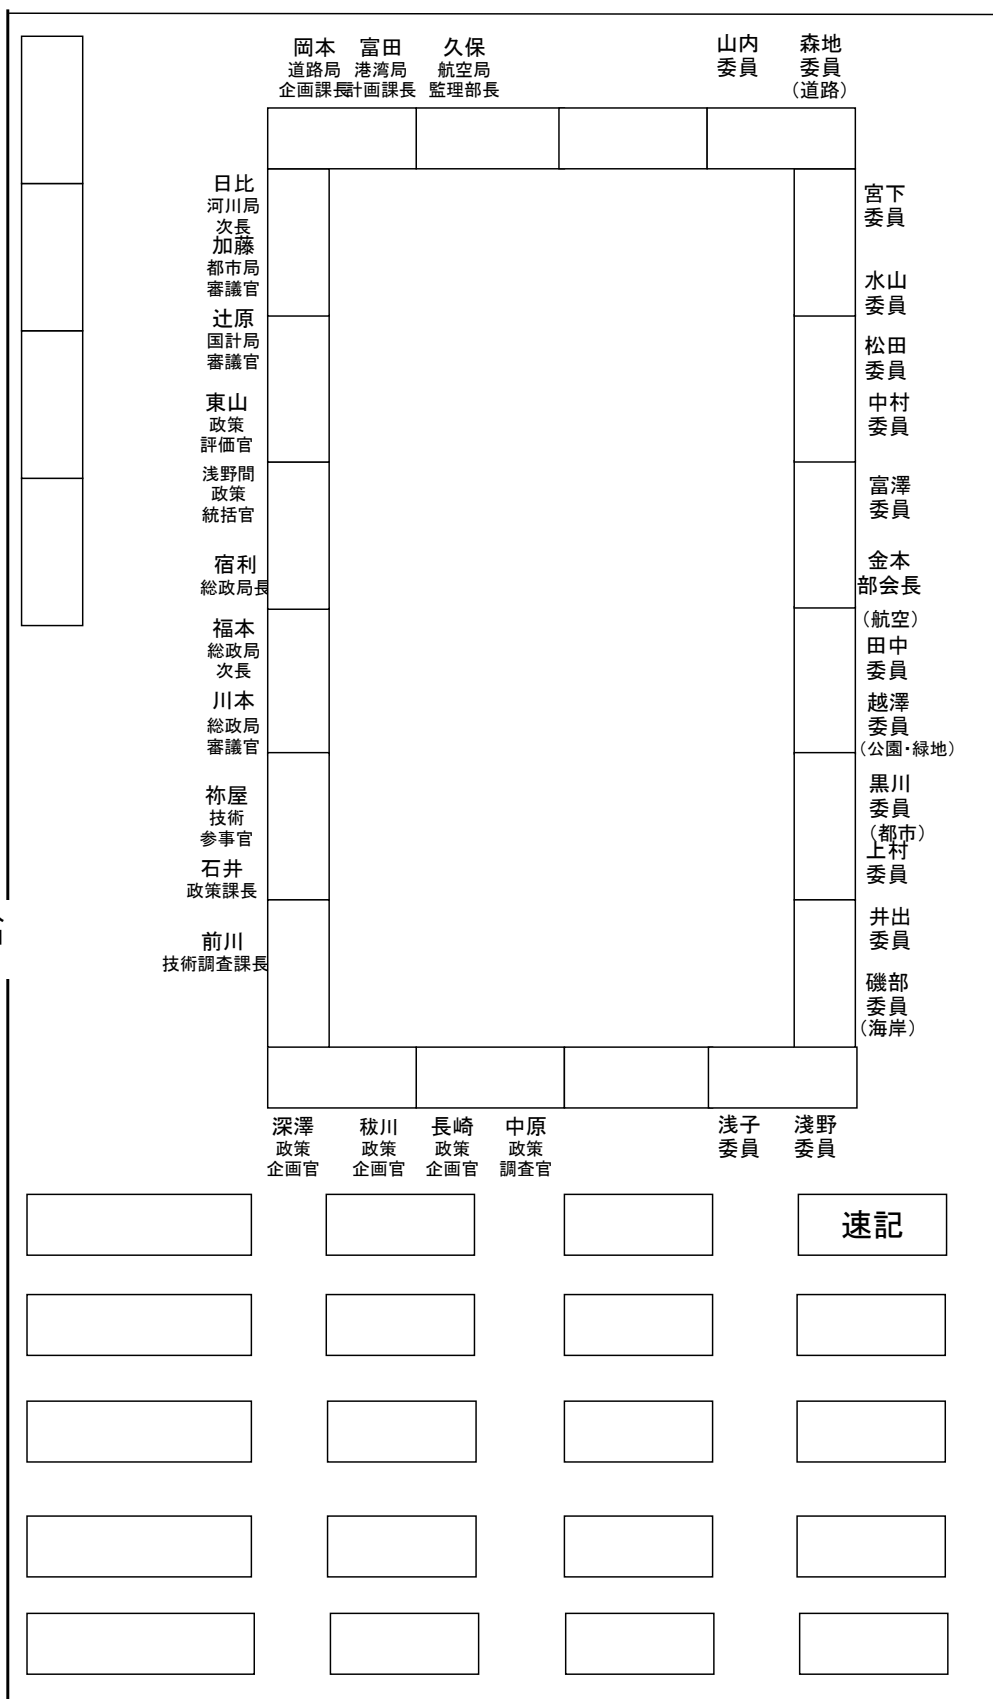 岡本
道路局
企画課長
富田
港湾局
計画課長
久保
航空局
監理部長
山内
委員
森地
委員
（道路）
日比
河川局
次長
加藤
都市局
審議官
辻原
国計局
審議官
東山
政策
評価官
浅野間
政策
統括官
宿利
総政局長
福本
総政局
次長
川本
総政局
審議官
祢屋
技術
参事官
石井
政策課長
前川
技術調査課長
宮下
委員
水山
委員
松田
委員
中村
委員
富澤
委員
金本
部会長
（航空）
田中
委員
越澤
委員
（公園・緑地）
黒川
委員
（都市）
上村
委員
井出
委員
磯部
委員
（海岸）
深澤
政策
企画官
秡川
政策
企画官
長崎
政策
企画官
中原
政策
調査官
浅子
委員
淺野
委員
速記